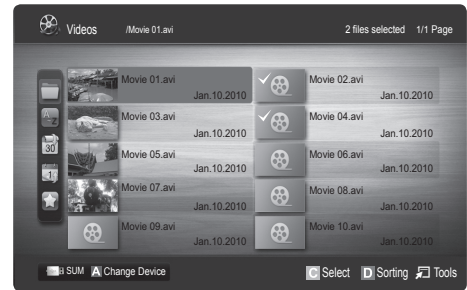 Videos /Movie 01.avi 2 files selected 1/1 Page
Movie 01.avi Movie 02.avi
Jan.10.2010 Jan.10.2010
Movie 03.avi Movie 04.avi
Jan.10.2010 Jan.10.2010
Movie 05.avi Movie 06.avi
Jan.10.2010 Jan.10.2010
Movie 07.avi Movie 08.avi
Jan.10.2010 Jan.10.2010
Movie 09.avi Movie 10.avi
Jan.10.2010 Jan.10.2010
A
30
1
SUM A Change Device C Select D Sorting Tools